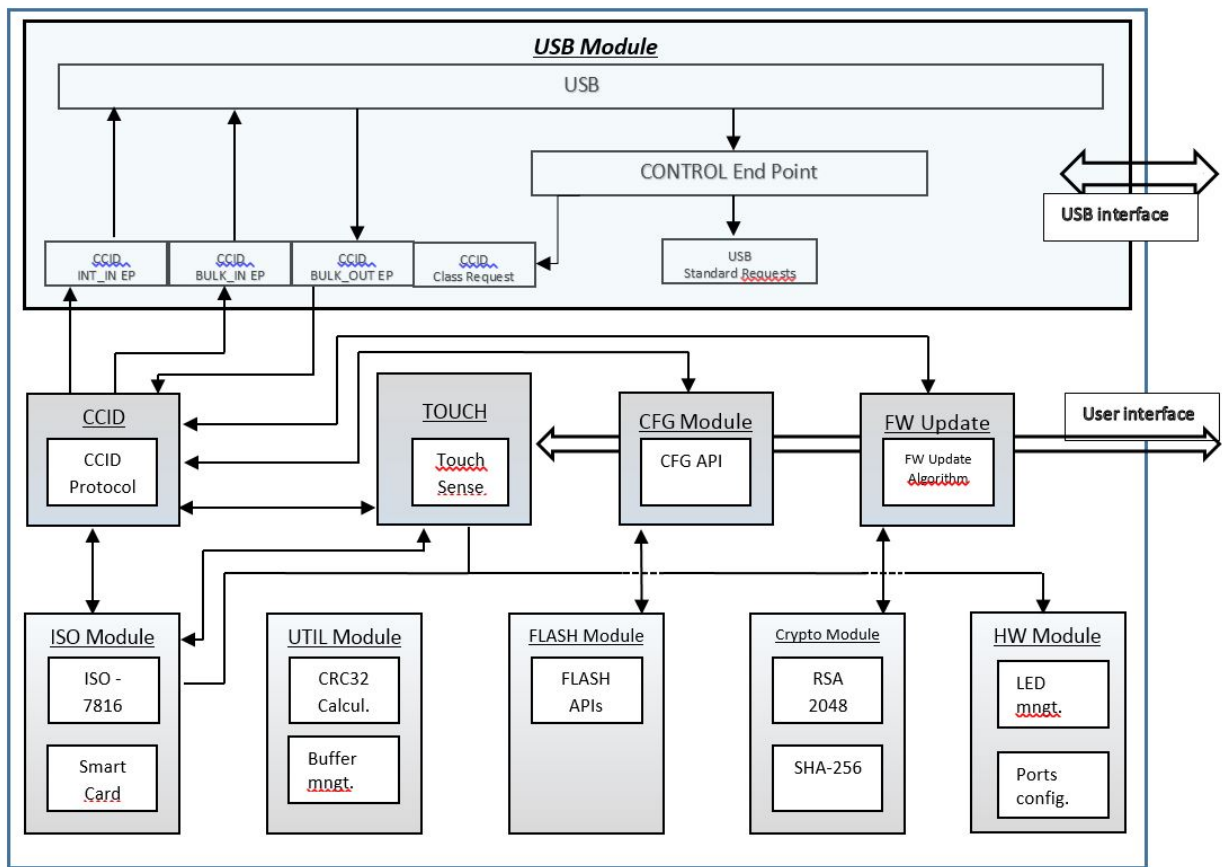 USB Module
USB
CONTROL End Point
USB interface
CCID
INT_IN EP
CCID
BULK_IN EP
CCID
BULK_OUT EP
CCID
Class Request
USB
Standard Requests
CCID
CCID
Protocol
TOUCH
Touch
Sense
CFG Module
CFG API
FW Update
FW Update
Algorithm
User interface
ISO Module
ISO -
7816
Smart
Card
UTIL Module
CRC32
Calcul.
Buffer
mngt.
FLASH Module
FLASH
APIs
Crypto Module
RSA
2048
SHA-256
HW Module
LED
mngt.
Ports
config.